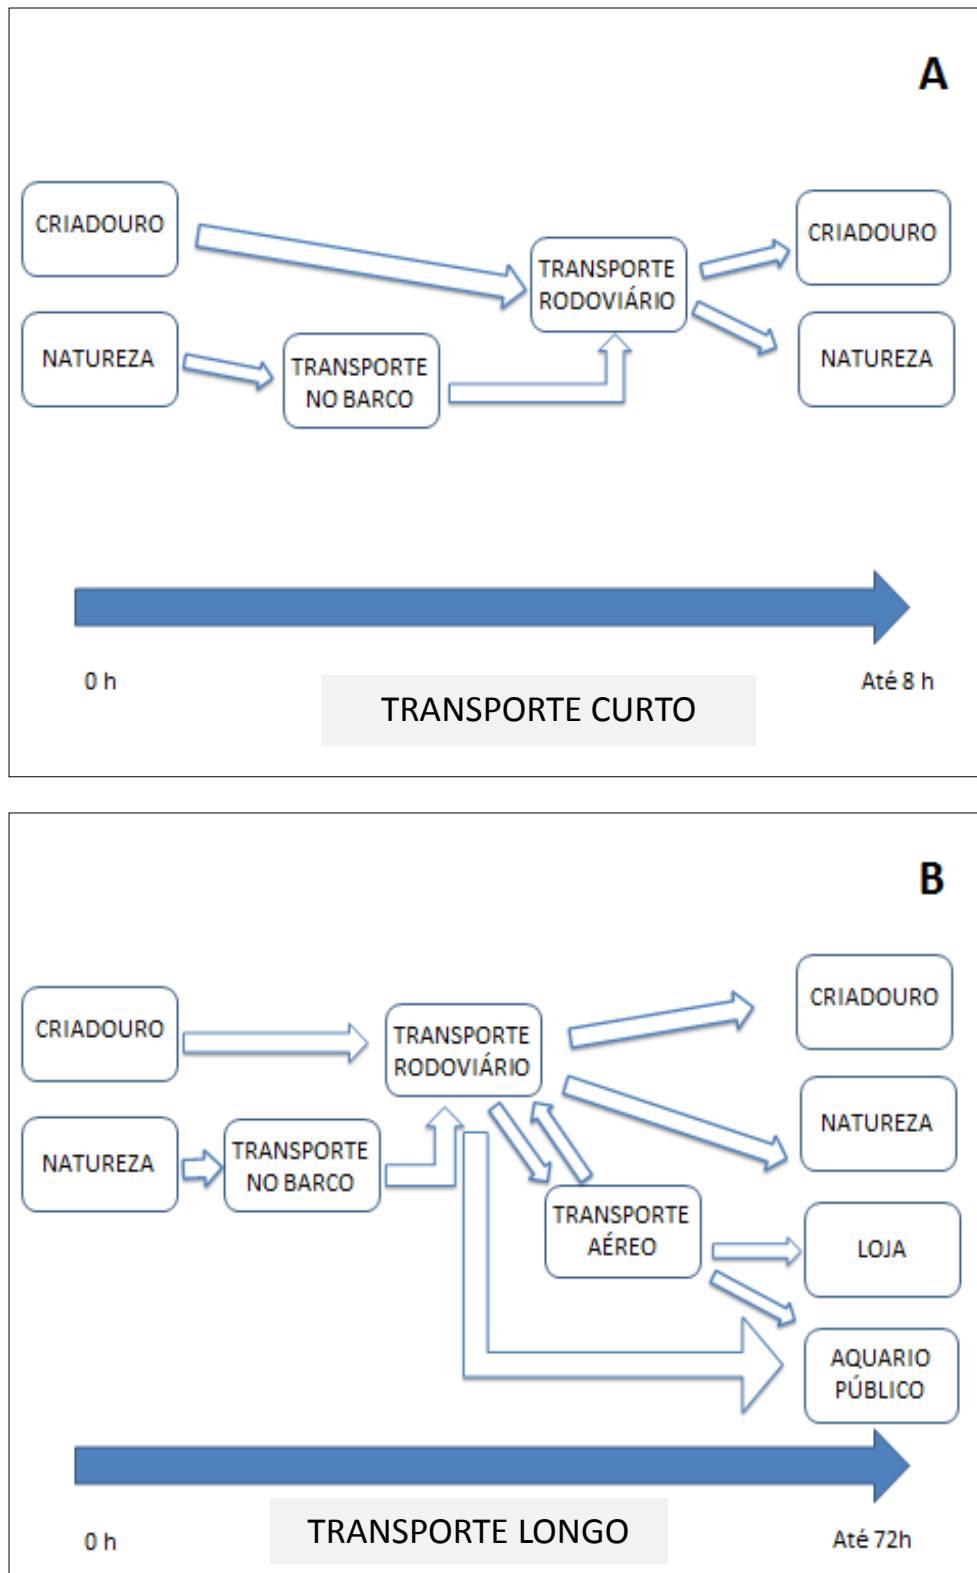 A
CRIADOURO
NATUREZA
TRANSPORTE
NO BARCO
TRANSPORTE
RODOVIÁRIO
CRIADOURO
NATUREZA
0 h
Até 8 h
TRANSPORTE CURTO
B
CRIADOURO
NATUREZA
TRANSPORTE
NO BARCO
TRANSPORTE
RODOVIÁRIO
TRANSPORTE
AÉREO
CRIADOURO
NATUREZA
LOJA
AQUARIO
PÚBLICO
0 h
Até 72h
TRANSPORTE LONGO